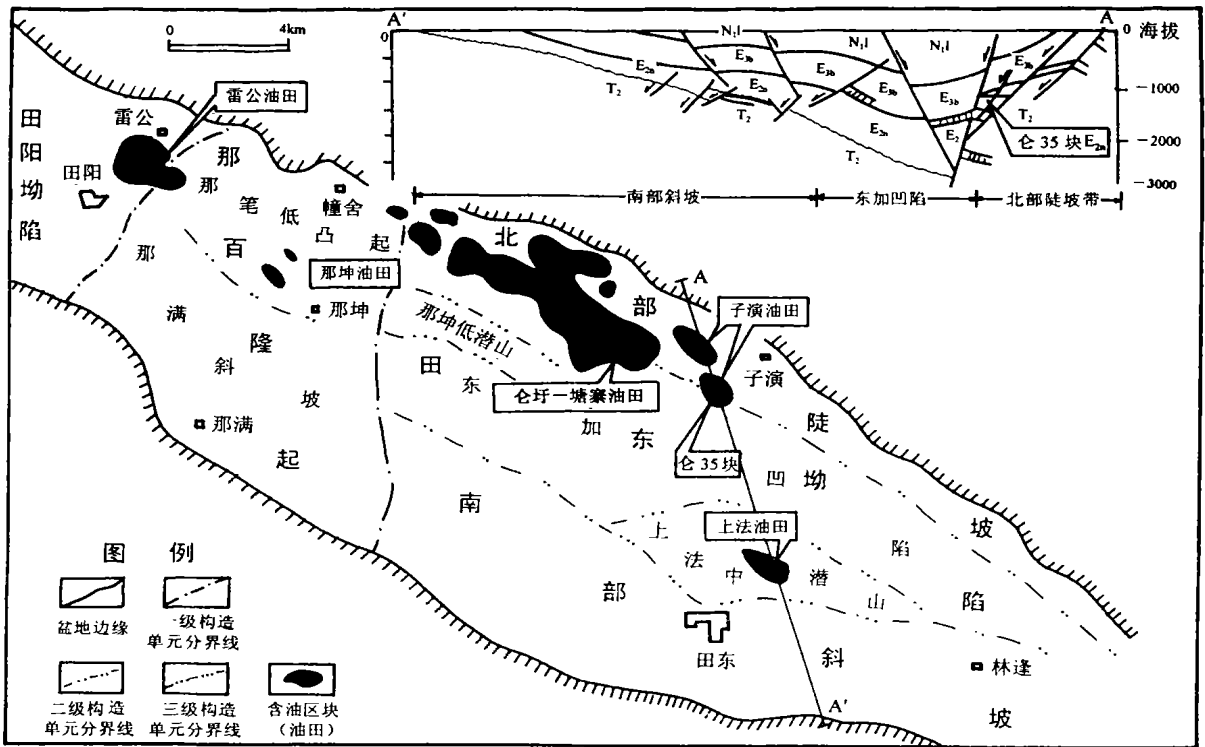 0 4km
A' A
0 0 海拔
-1000
-2000
-3000
N₁l N₁l N₁l
E₃b E₃b E₃b E₃b
E₂n E₂n E₂n E₂
T₂ T₂ T₂ T₂
仑35块E₂n
南部斜坡 东加凹陷 北部陡坡带
雷公油田
雷公
田阳
田阳坳陷
那百隆起
那笔低凸起
幢舍
那坤油田
那坤
那满斜坡
那满
北部陡坡
那坤低潜山
仑圩一塘寨油田
A
子演油田
子演
仑35块
田东坳陷
东加凹陷
上法油田
上法中潜山
南部斜坡
田东
林逢
A'
图例
盆地边缘
一级构造
单元分界线
二级构造
单元分界线
三级构造
单元分界线
含油区块
(油田)